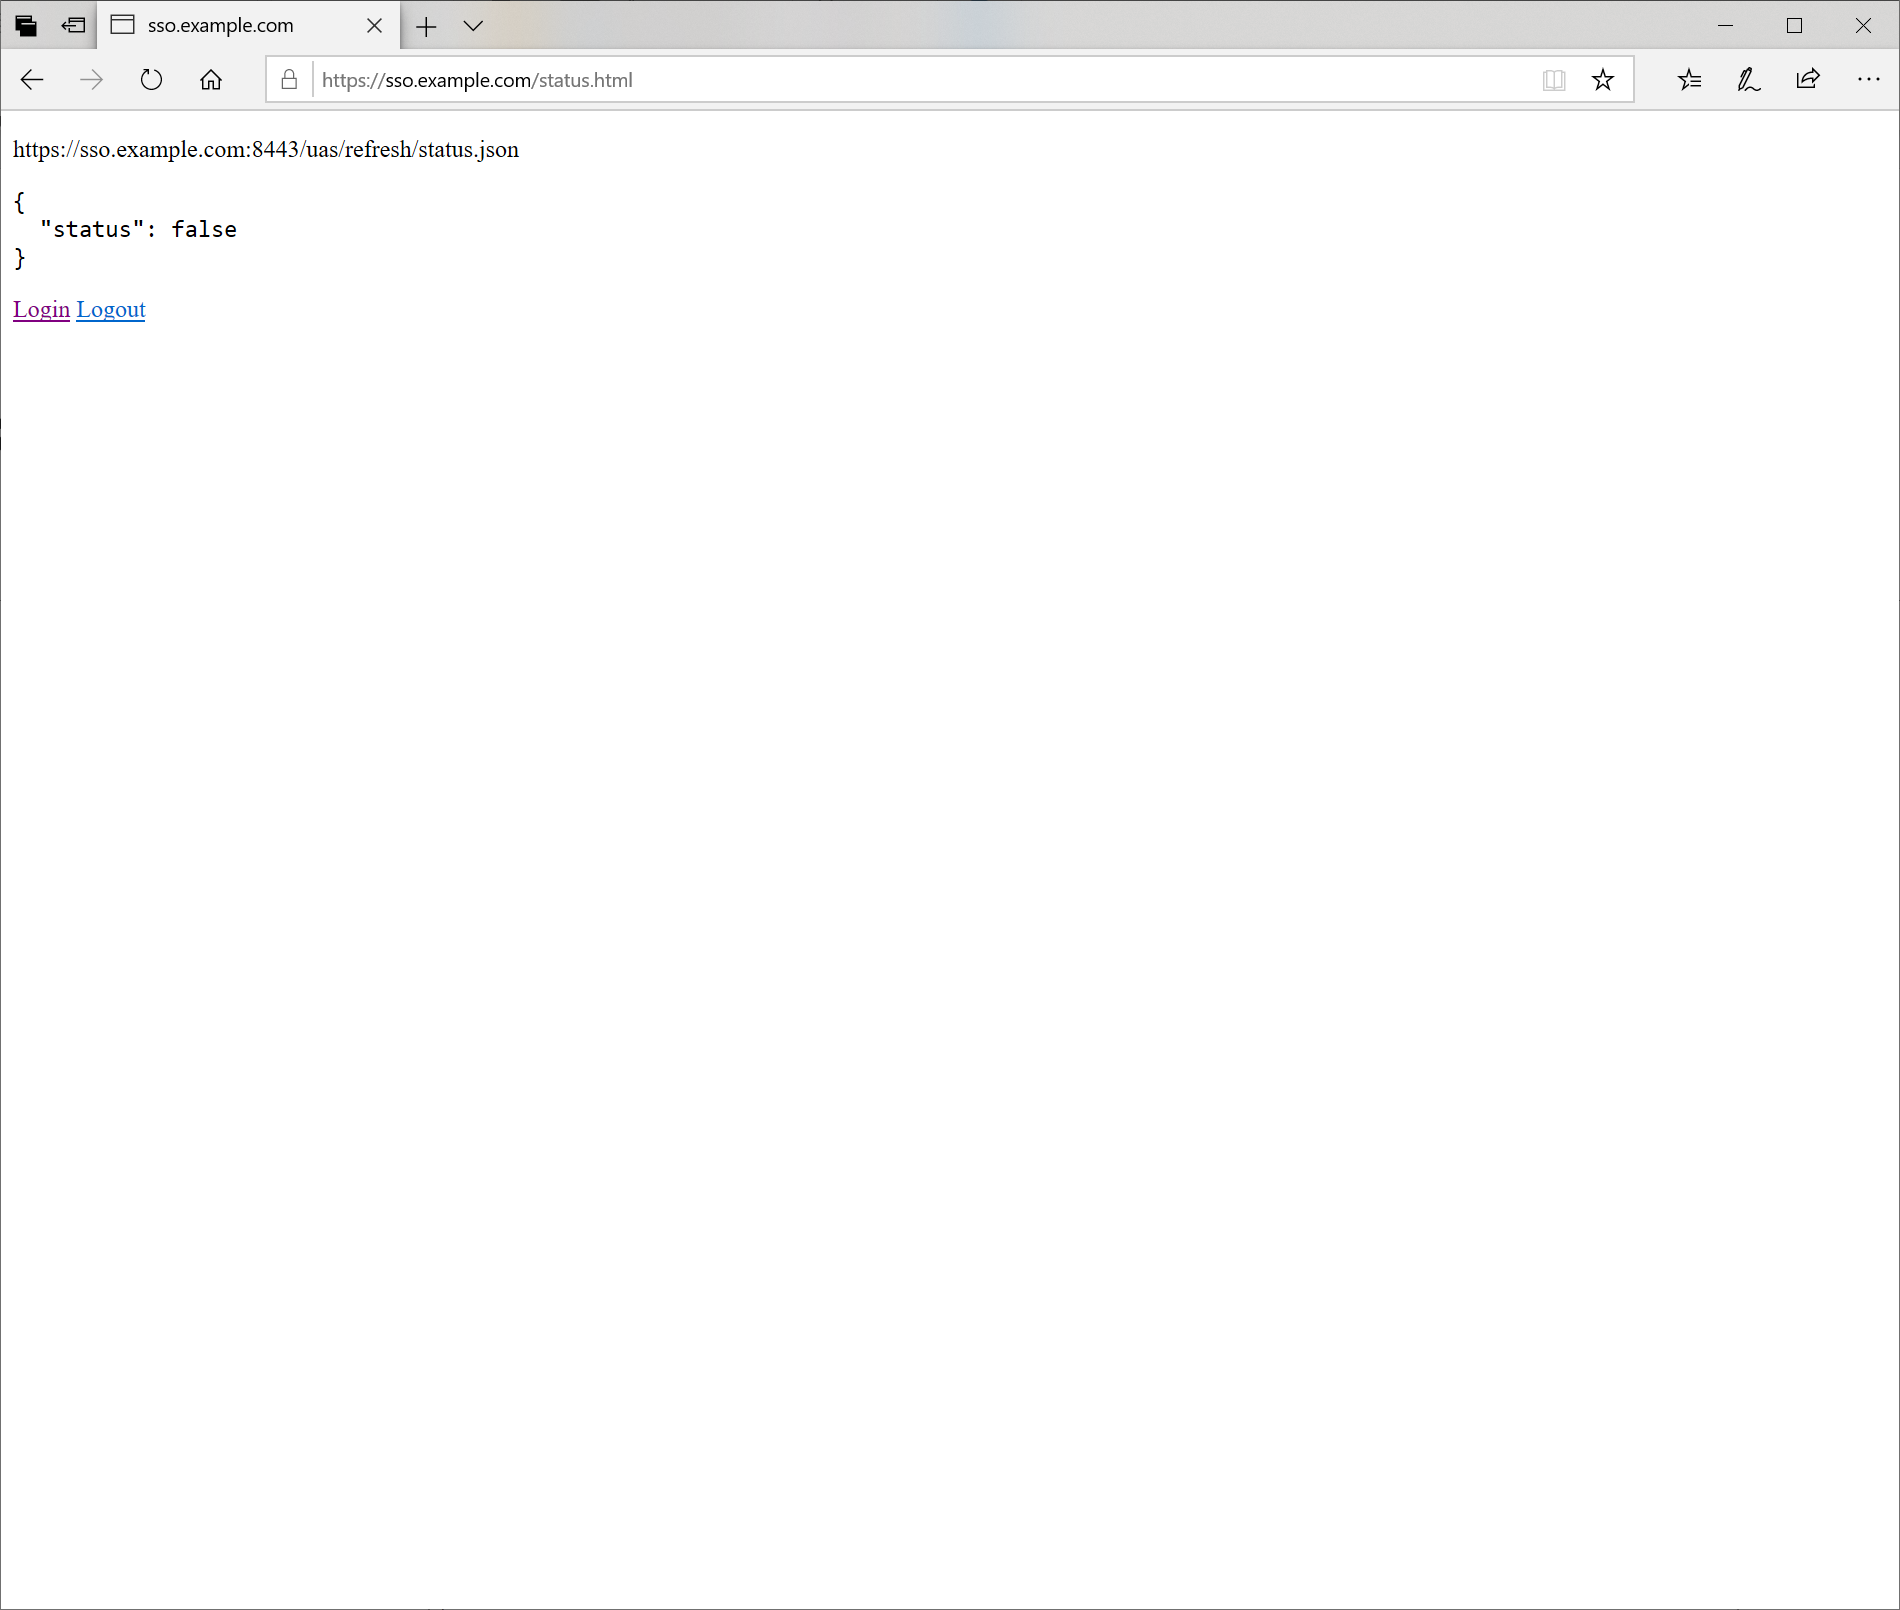 sso.example.com
https://sso.example.com/status.html
https://sso.example.com:8443/uas/refresh/status.json
{
  "status": false
}
Login Logout